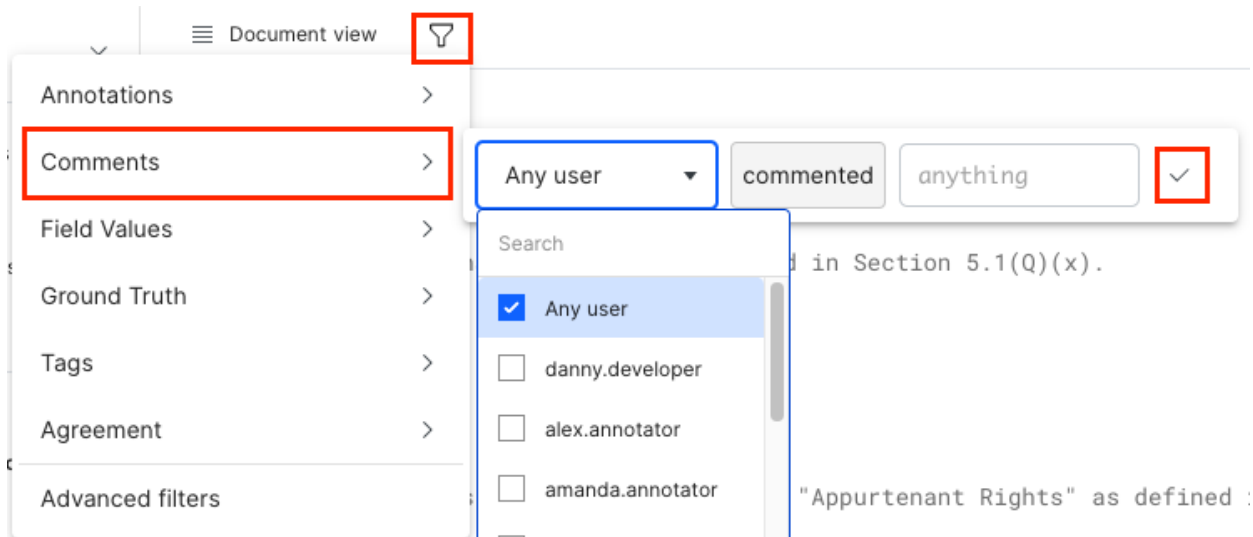 Document view
Annotations
Comments
Field Values
Ground Truth
Tags
Agreement
Advanced filters
Any user
commented
anything
Search
Any user
danny.developer
alex.annotator
amanda.annotator
in Section 5.1(Q)(x).
"Appurtenant Rights" as defined